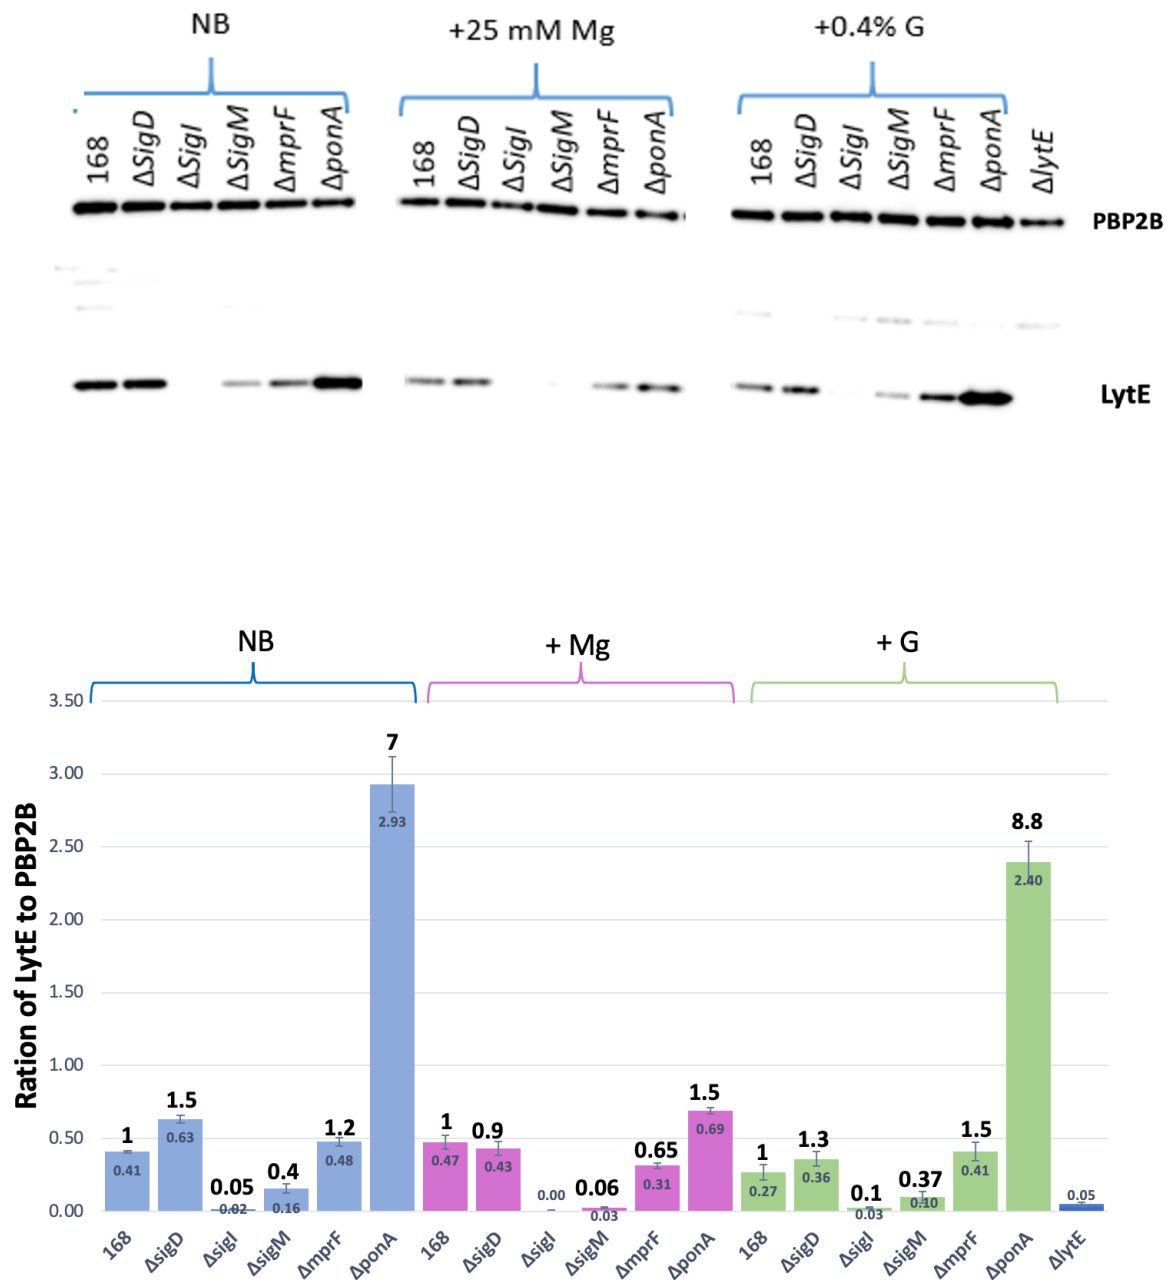 NB
+25 mM Mg
+0.4% G
168 ΔSigD ΔSigI ΔSigM ΔmprF ΔponA
168 ΔSigD ΔSigI ΔSigM ΔmprF ΔponA
168 ΔSigD ΔSigI ΔSigM ΔmprF ΔponA ΔlytE
PBP2B
LytE
NB
+ Mg
+ G
Ration of LytE to PBP2B
3.50
3.00
2.50
2.00
1.50
1.00
0.50
0.00
1 1.5 0.05 0.4 1.2 7
0.41 0.63 0.02 0.16 0.48 2.93
1 0.9 0.06 0.65 1.5
0.47 0.43 0.00 0.03 0.31 0.69
1 1.3 0.1 0.37 1.5 8.8
0.27 0.36 0.03 0.10 0.41 2.40 0.05
168 ΔsigD ΔsigI ΔsigM ΔmprF ΔponA 168 ΔsigD ΔsigI ΔsigM ΔmprF ΔponA 168 ΔsigD ΔsigI ΔsigM ΔmprF ΔponA ΔlytE